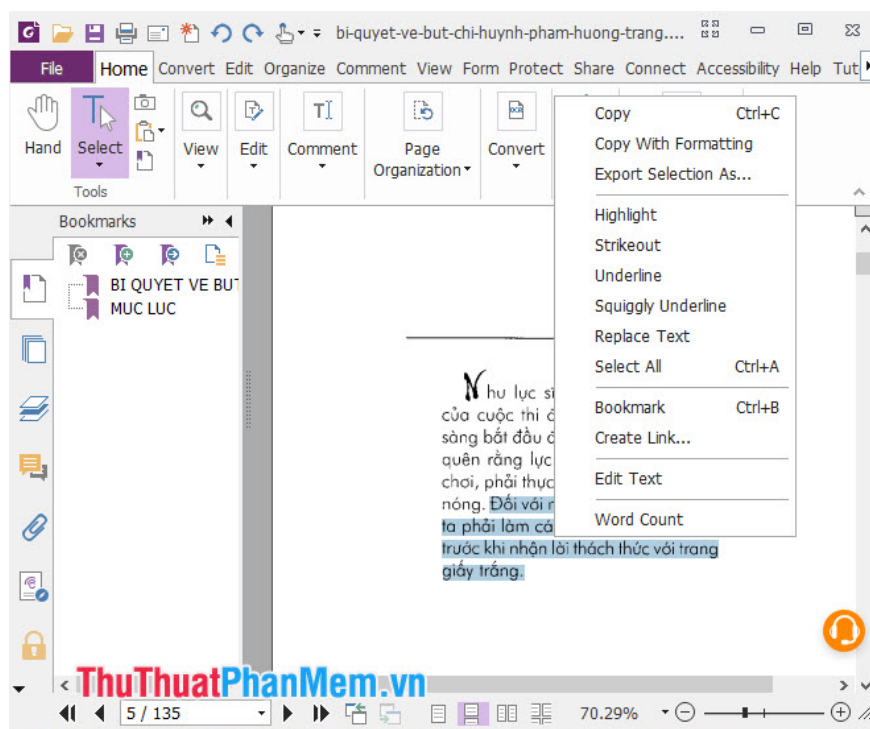 bi-quyet-ve-but-chi-huynh-pham-huong-trang....
File Home Convert Edit Organize Comment View Form Protect Share Connect Accessibility Help Tut
Hand Select View Edit Comment Page Organization Convert
Tools
Bookmarks
BI QUYET VE BUT
MUC LUC
Copy Ctrl+C
Copy With Formatting
Export Selection As...
Highlight
Strikeout
Underline
Squiggly Underline
Replace Text
Select All Ctrl+A
Bookmark Ctrl+B
Create Link...
Edit Text
Word Count
Như lục sĩ
của cuộc thi
sàng bắt đầu
quên rằng lục
chơi, phải thục
nóng. Đối với
ta phải làm
trước khi nhận lời thách thức với trang
giấy trắng.
ThuThuatPhanMem.vn
5 / 135
70.29%